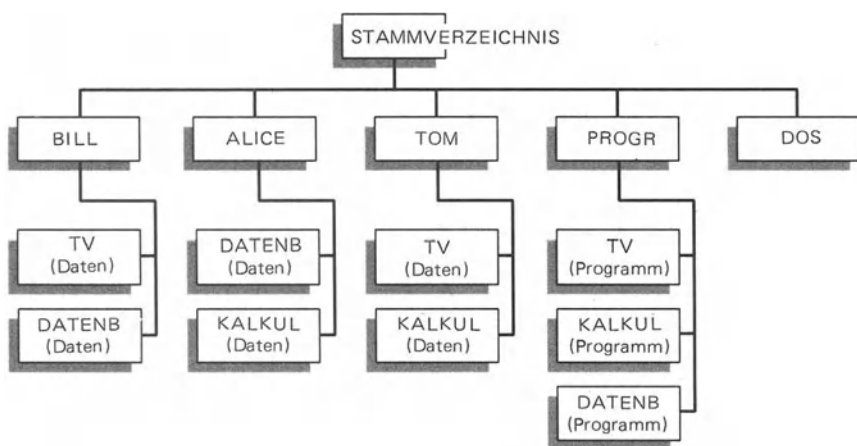 STAMMVERZEICHNIS
BILL
ALICE
TOM
PROGR
DOS
TV
(Daten)
DATENB
(Daten)
TV
(Daten)
TV
(Programm)
DATENB
(Daten)
KALKUL
(Daten)
KALKUL
(Daten)
KALKUL
(Programm)
DATENB
(Programm)